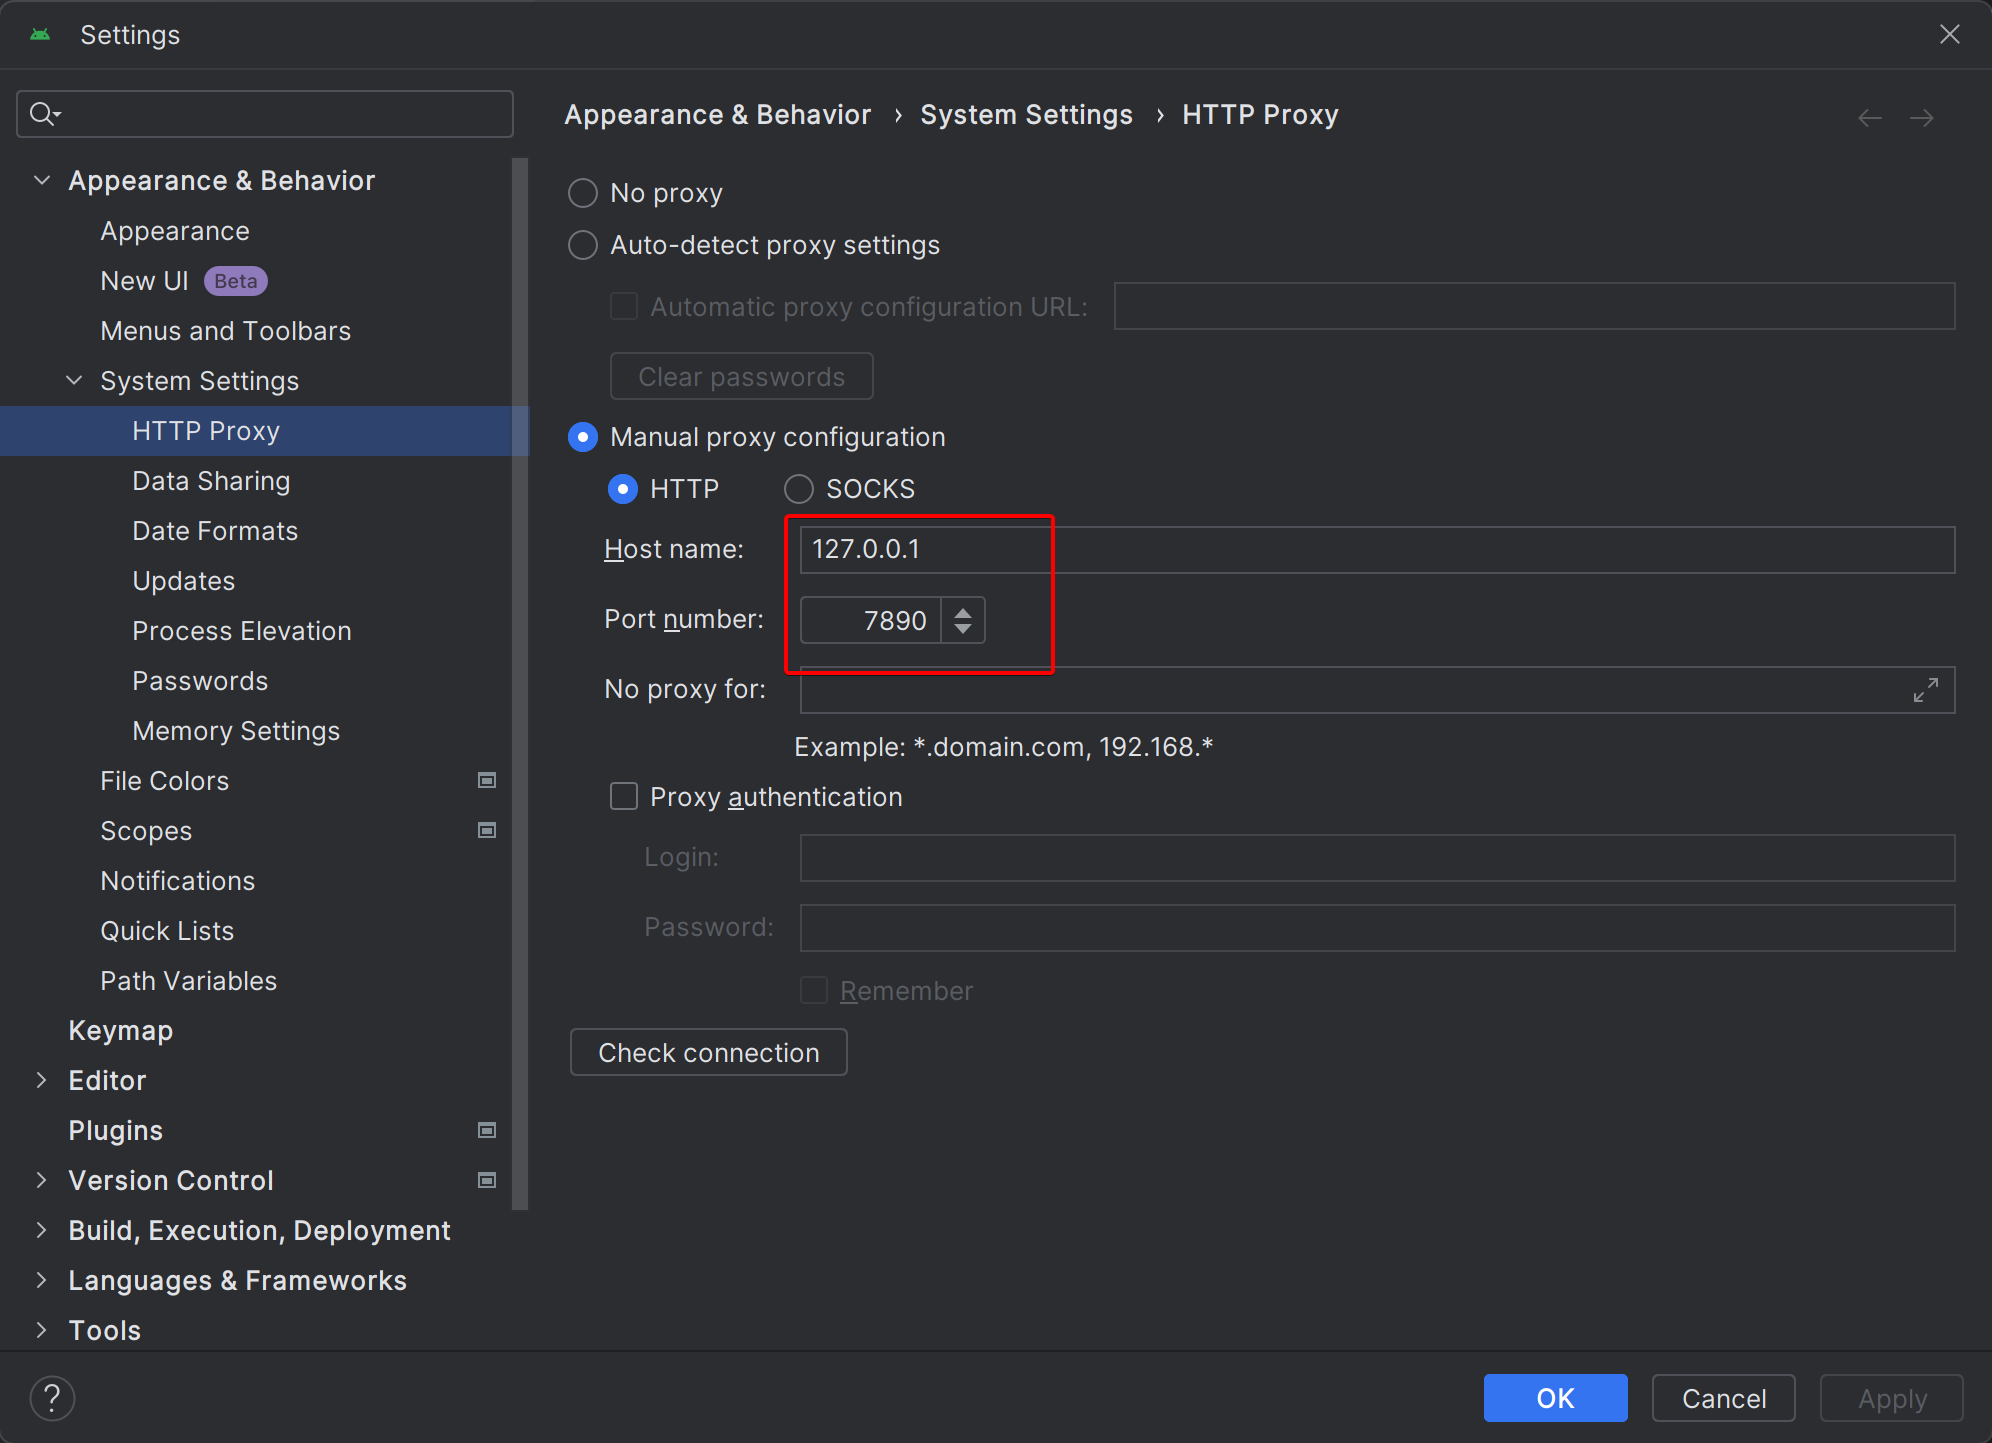 Settings
Appearance & Behavior
Appearance
New UI Beta
Menus and Toolbars
System Settings
HTTP Proxy
Data Sharing
Date Formats
Updates
Process Elevation
Passwords
Memory Settings
File Colors
Scopes
Notifications
Quick Lists
Path Variables
Keymap
Editor
Plugins
Version Control
Build, Execution, Deployment
Languages & Frameworks
Tools
Appearance & Behavior › System Settings › HTTP Proxy
No proxy
Auto-detect proxy settings
Automatic proxy configuration URL:
Clear passwords
Manual proxy configuration
HTTP SOCKS
Host name: 127.0.0.1
Port number: 7890
No proxy for:
Example: *.domain.com, 192.168.*
Proxy authentication
Login:
Password:
Remember
Check connection
? OK Cancel Apply